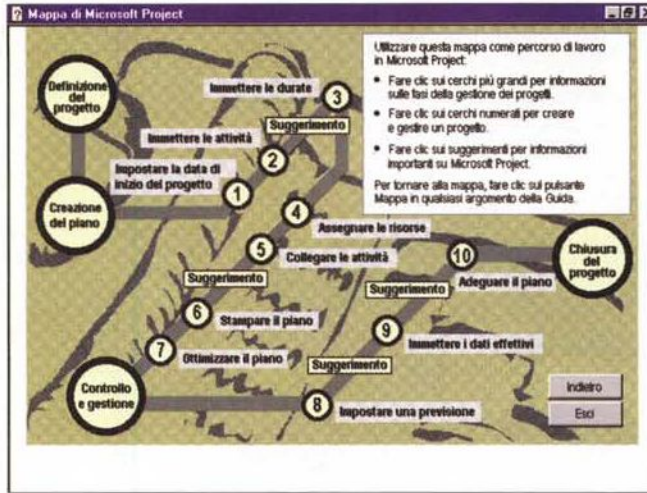 Mappa di Microsoft Project
Utilizzare questa mappa come percorso di lavoro
in Microsoft Project:
• Fare clic sui cerchi più grandi per informazioni
sulle fasi della gestione dei progetti.
• Fare clic sui cerchi numerati per creare
e gestire un progetto.
• Fare clic sui suggerimenti per informazioni
importanti su Microsoft Project.
Per tornare alla mappa, fare clic sul pulsante
Mappa in qualsiasi argomento della Guida.
Definizione
del
progetto
Creazione
del piano
Impostare la data di
inizio del progetto
1
Immettere le attività
2
Suggerimento
Immettere le durate
3
4
Assegnare le risorse
5
Collegare le attività
Suggerimento
6
Stampare il piano
7
Ottimizzare il piano
Controllo
e gestione
8
Impostare una previsione
Suggerimento
9
Immettere i dati effettivi
Suggerimento
10
Adeguare il piano
Chiusura
del
progetto
Indietro
Esci